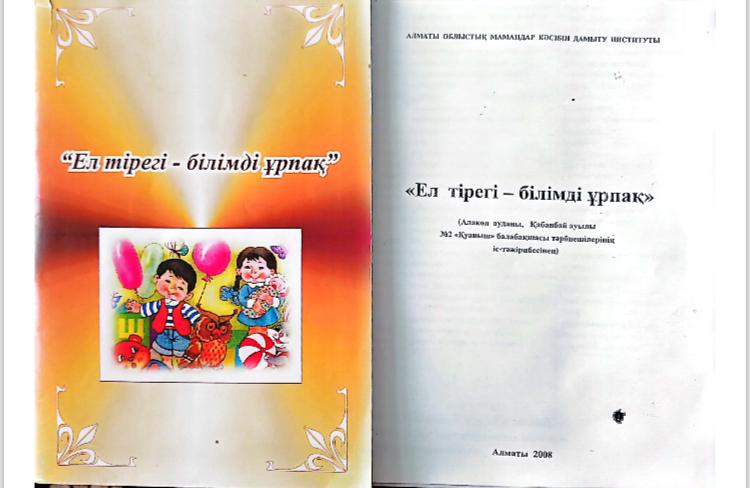 “Ел тірегі - білімді ұрпақ”
АЛМАТЫ ОБЛЫСТЫҚ МАМАНДАР КӘСІБІН ДАМЫТУ ИНСТИТУТЫ
«Ел тірегі – білімді ұрпақ»
(Алакөл ауданы, Қабанбай ауылы
№2 «Қуаныш» балабақшасы тәрбиешілерінің
іс-тәжірибесінен)
Алматы 2008